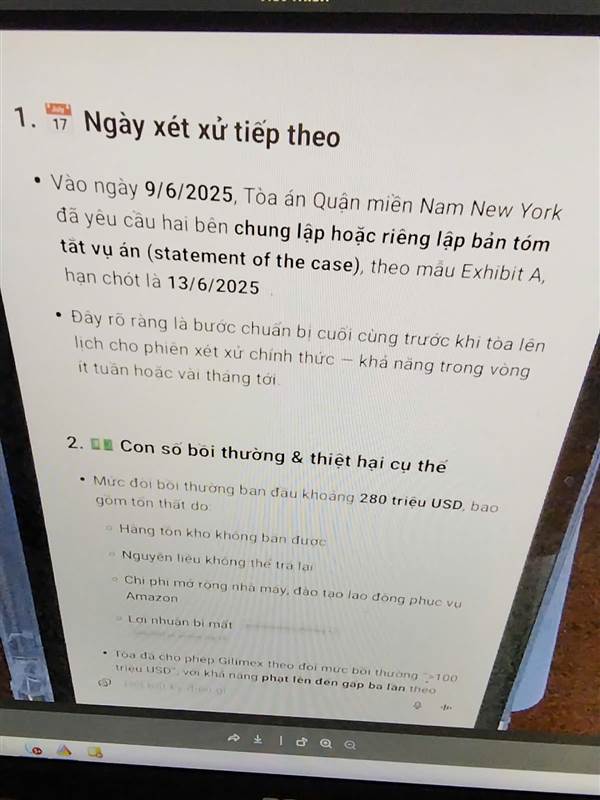 July
17
1. Ngày xét xử tiếp theo
• Vào ngày 9/6/2025, Tòa án Quận miền Nam New York
đã yêu cầu hai bên chung lập hoặc riêng lập bản tóm
tắt vụ án (statement of the case), theo mẫu Exhibit A,
hạn chót là 13/6/2025
• Đây rõ ràng là bước chuẩn bị cuối cùng trước khi tòa lên
lịch cho phiên xét xử chính thức – khả năng trong vòng
ít tuần hoặc vài tháng tới.
2. Con số bồi thường & thiệt hại cụ thể
• Mức đòi bồi thường ban đầu khoảng 280 triệu USD, bao
gồm tổn thất do:
Hàng tồn kho không bán được
Nguyên liệu không thể trả lại
Chi phí mở rộng nhà máy, đào tạo lao động phục vụ
Amazon
Lợi nhuận bị mất
• Tòa đã cho phép Gilimex theo đòi mức bồi thường ">100
triệu USD", với khả năng phạt lên đến gấp ba lần theo